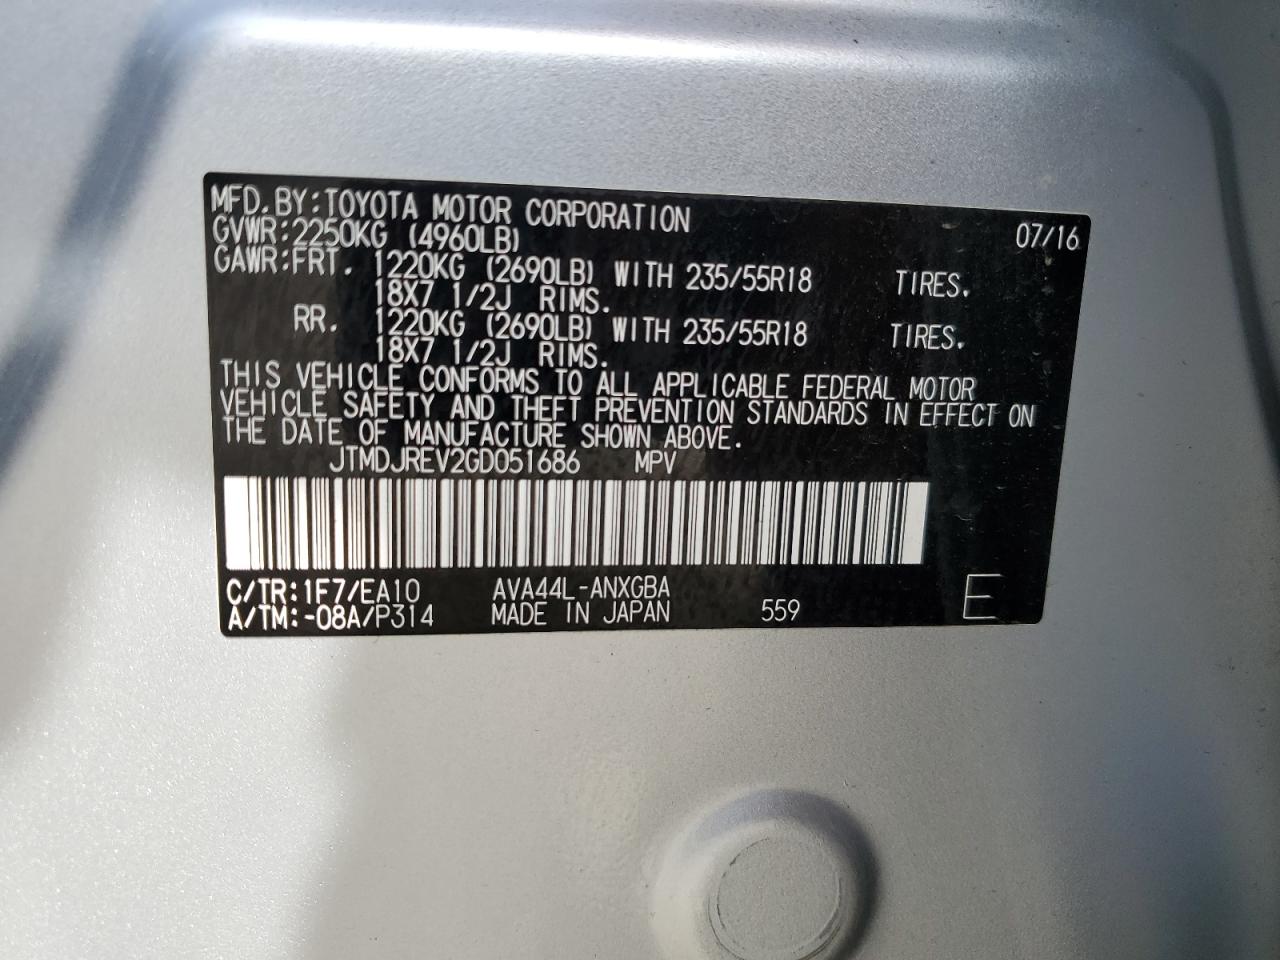 MFD. BY: TOYOTA MOTOR CORPORATION 07/16
GVWR: 2250KG (4960LB)
GAWR: FRT. 1220KG (2690LB) WITH 235/55R18 TIRES.
18X7 1/2J RIMS.
RR. 1220KG (2690LB) WITH 235/55R18 TIRES.
18X7 1/2J RIMS.
THIS VEHICLE CONFORMS TO ALL APPLICABLE FEDERAL MOTOR
VEHICLE SAFETY AND THEFT PREVENTION STANDARDS IN EFFECT ON
THE DATE OF MANUFACTURE SHOWN ABOVE.
JTMDJREV2GD051686 MPV
C/TR: 1F7/EA10 AVA44L-ANXGBA
A/TM: -08A/P314 MADE IN JAPAN 559 E